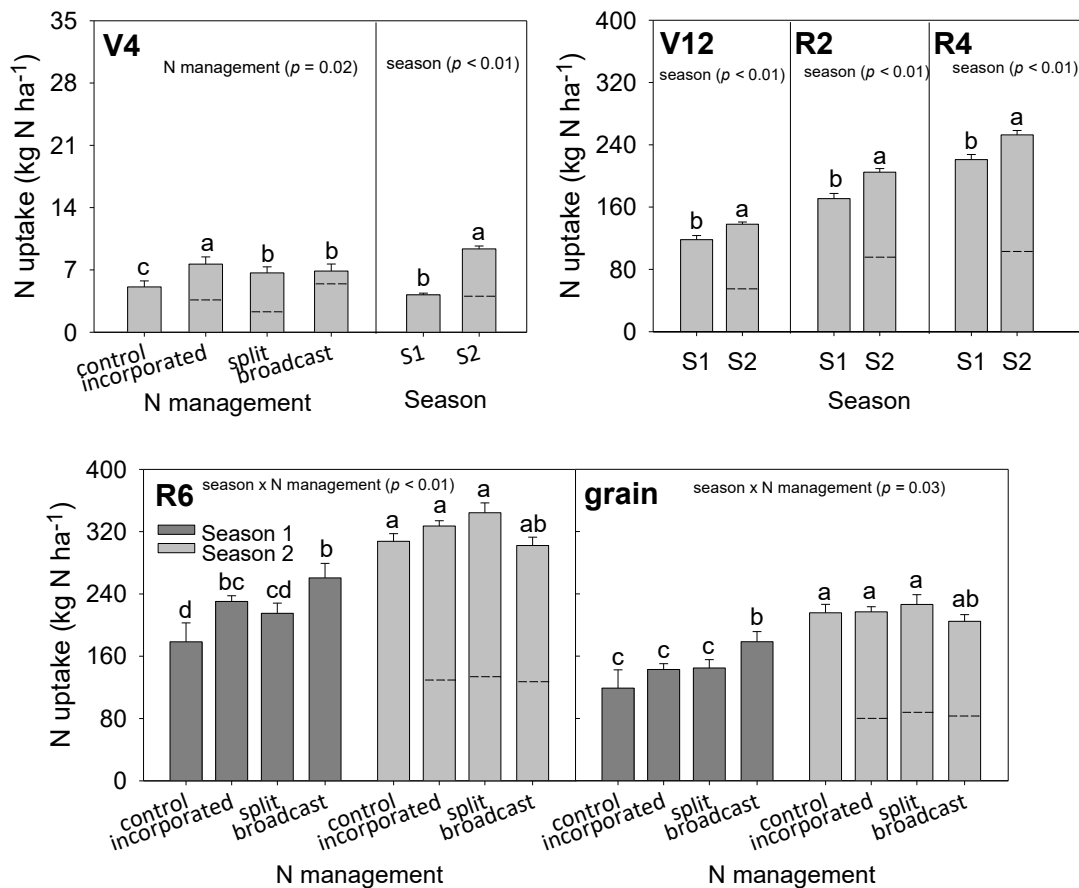 V4
N management (p = 0.02)
season (p < 0.01)
N uptake (kg N ha⁻¹)
35
28
21
14
7
0
c
a
b
b
b
a
control
incorporated
split
broadcast
S1
S2
N management
Season
V12
R2
R4
season (p < 0.01)
season (p < 0.01)
season (p < 0.01)
N uptake (kg N ha⁻¹)
400
320
240
160
80
0
b
a
b
a
b
a
S1 S2
S1 S2
S1 S2
Season
R6
season x N management (p < 0.01)
Season 1
Season 2
N uptake (kg N ha⁻¹)
400
320
240
160
80
0
d
bc
cd
b
a
a
a
ab
control
incorporated
split
broadcast
control
incorporated
split
broadcast
N management
grain
season x N management (p = 0.03)
c
c
c
b
a
a
a
ab
control
incorporated
split
broadcast
control
incorporated
split
broadcast
N management